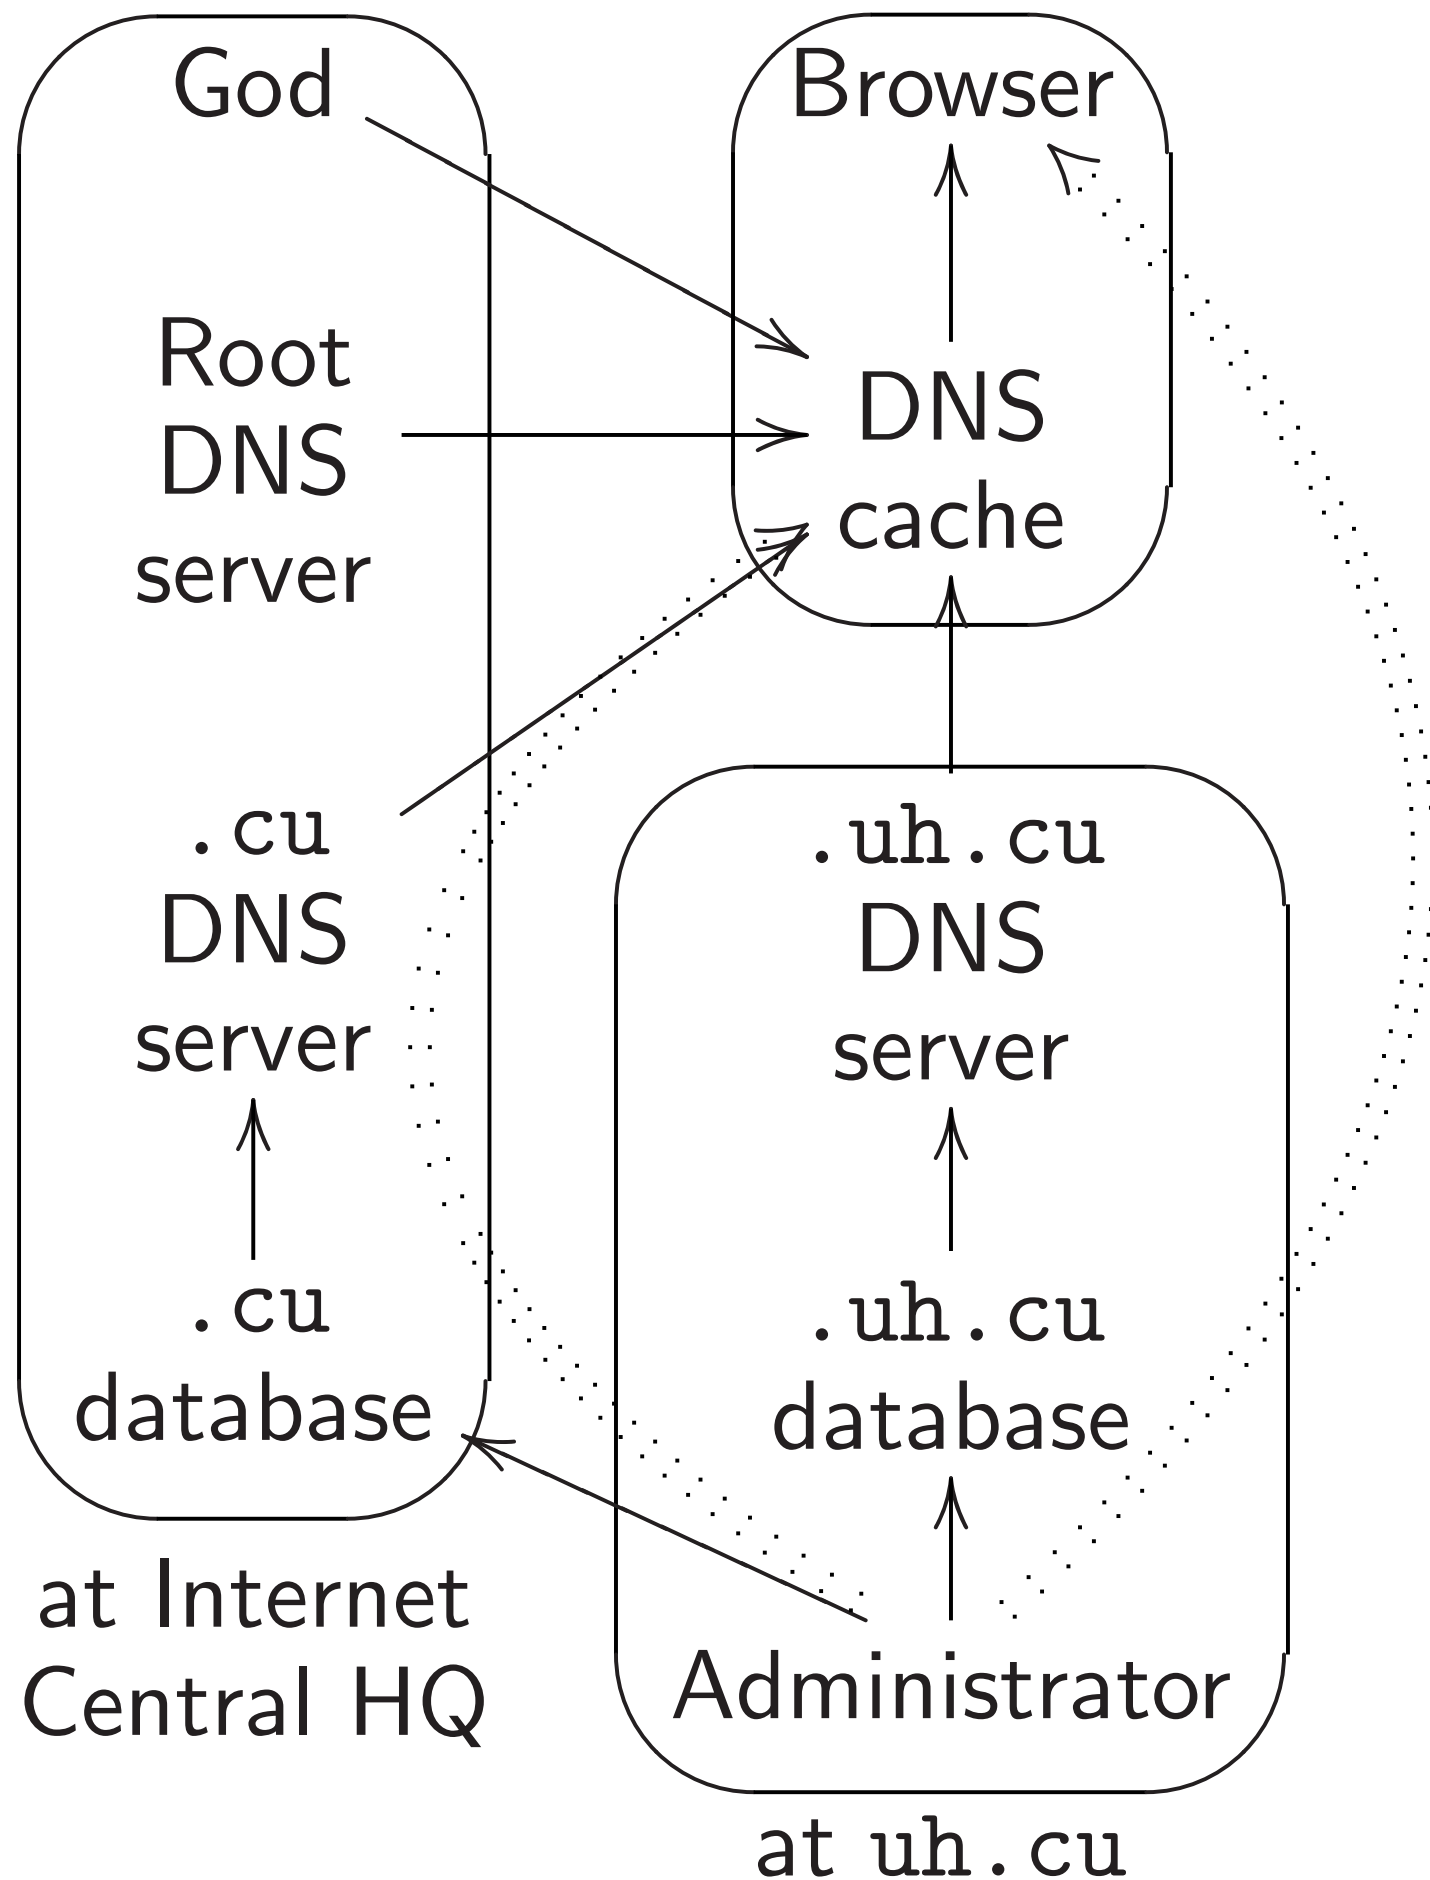 God
Root
DNS
server
.cu
DNS
server
.cu
database
at Internet
Central HQ
Browser
DNS
cache
.uh.cu
DNS
server
.uh.cu
database
Administrator
at uh.cu